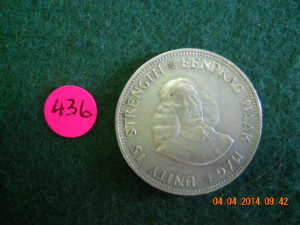 436
UNITY IS STRENGTH * EENDRAG MAAK MAG *
04·04·2014 09:42